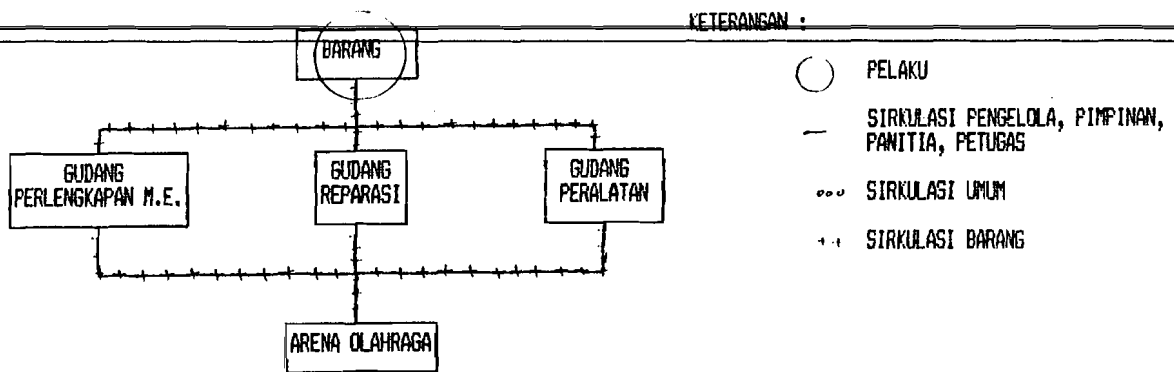 KETERANGAN :
BARANG
PELAKU
SIRKULASI PENGELOLA, PIMPINAN,
PANITIA, PETUGAS
SIRKULASI UMUM
SIRKULASI BARANG
GUDANG
PERLENGKAPAN M.E.
GUDANG
REPARASI
GUDANG
PERALATAN
ARENA OLAHRAGA